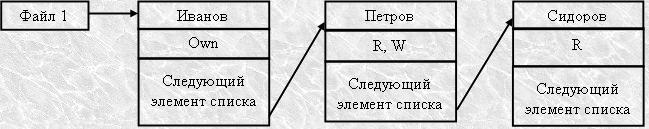 Файл 1
Иванов
Own
Следующий
элемент списка
Петров
R, W
Следующий
элемент списка
Сидоров
R
Следующий
элемент списка